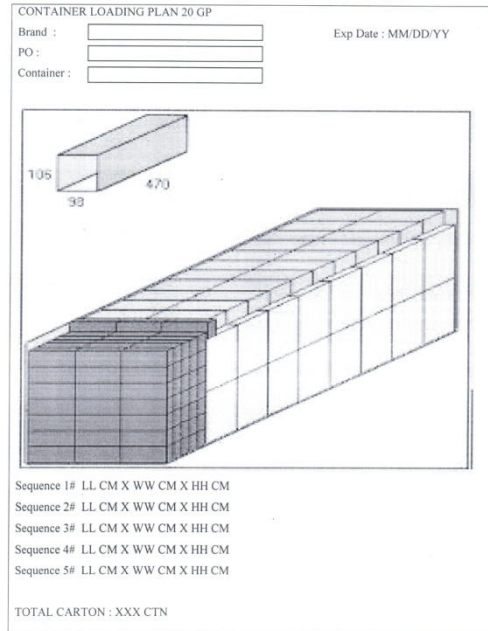 CONTAINER LOADING PLAN 20 GP
Brand :
Exp Date : MM/DD/YY
PO :
Container :
106
98
470
Sequence 1# LL CM X WW CM X HH CM
Sequence 2# LL CM X WW CM X HH CM
Sequence 3# LL CM X WW CM X HH CM
Sequence 4# LL CM X WW CM X HH CM
Sequence 5# LL CM X WW CM X HH CM
TOTAL CARTON : XXX CTN